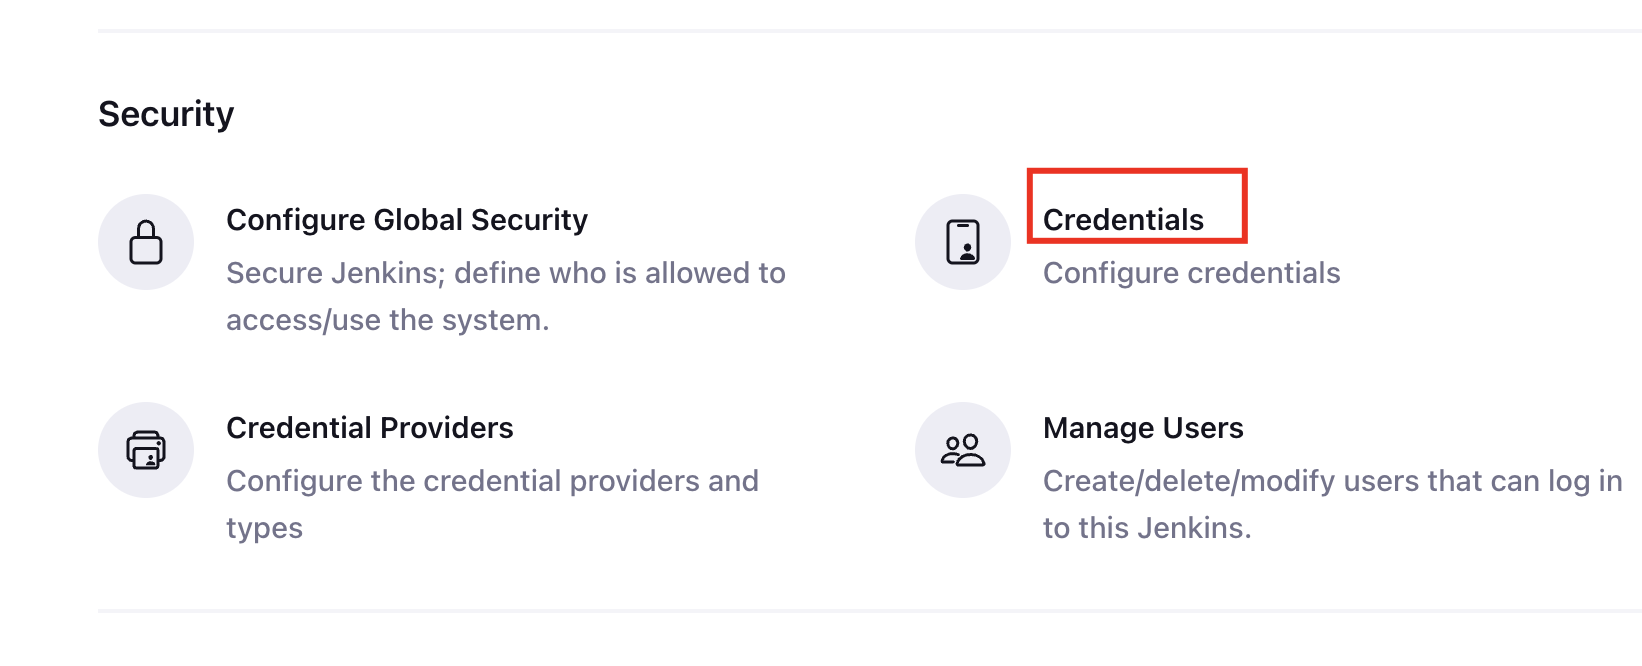 Security
Configure Global Security
Secure Jenkins; define who is allowed to
access/use the system.
Credentials
Configure credentials
Credential Providers
Configure the credential providers and
types
Manage Users
Create/delete/modify users that can log in
to this Jenkins.